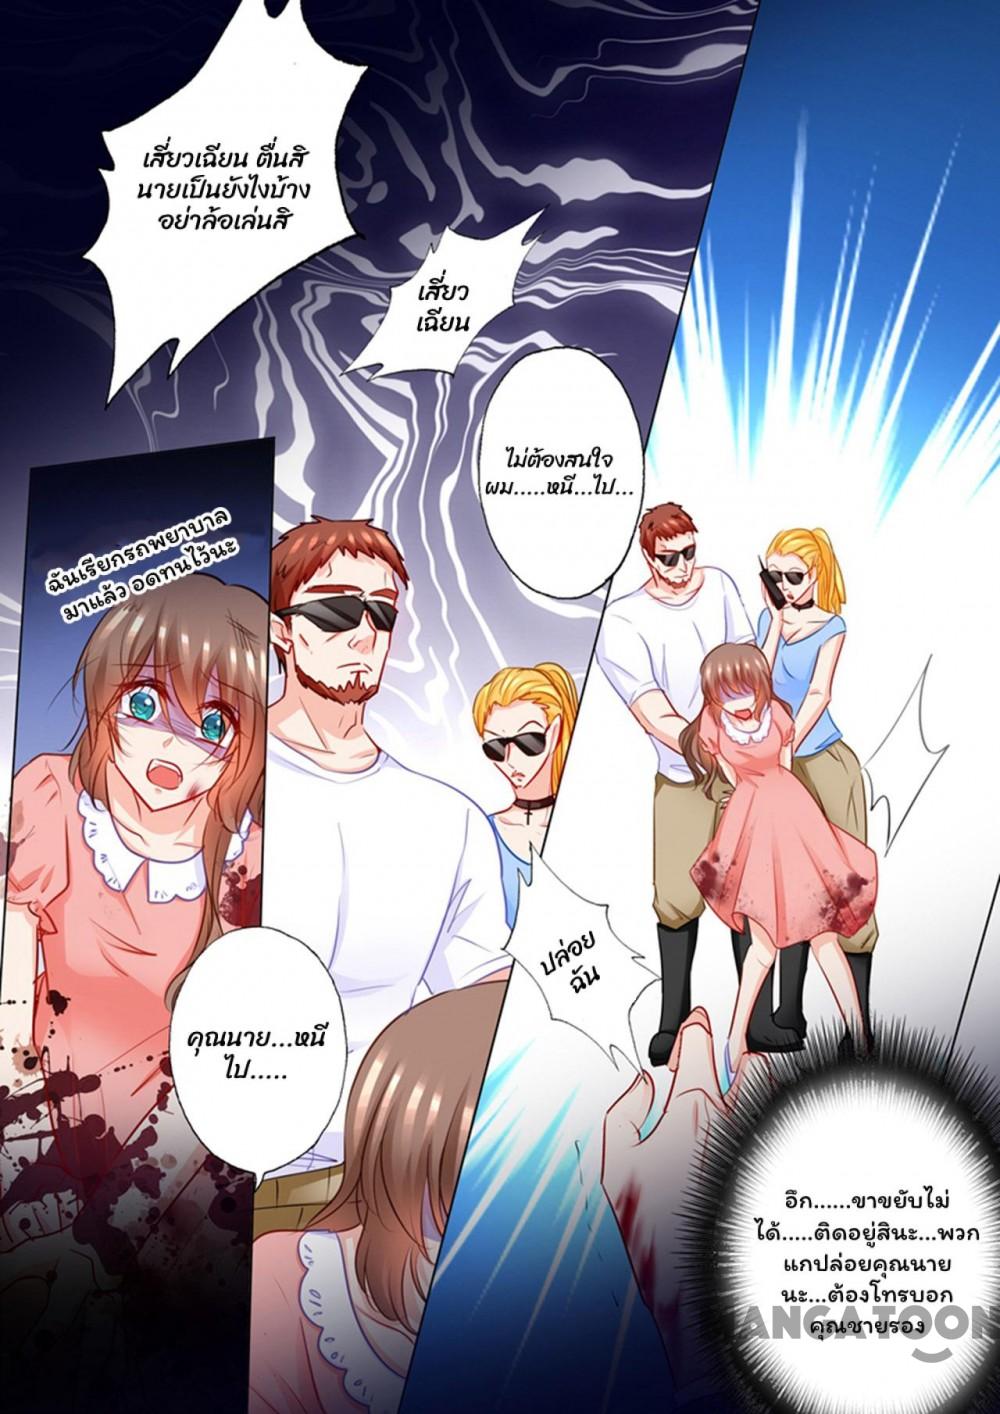 เสี่ยวเฉียน ตื่นสิ
นายเป็นยังไงบ้าง
อย่าล้อเล่นสิ
เสี่ยว
เฉียน
ไม่ต้องสนใจ
ผม.....หนี...ไป...
ฉันเรียกรถพยาบาล
มาแล้ว อดทนไว้นะ
คุณนาย...หนี
ไป.....
ปล่อย
ฉัน
อึก......ขาขยับไม่
ได้.....ติดอยู่สินะ...พวก
แกปล่อยคุณนาย
นะ...ต้องโทรบอก
คุณชายรอง
MANGATOON